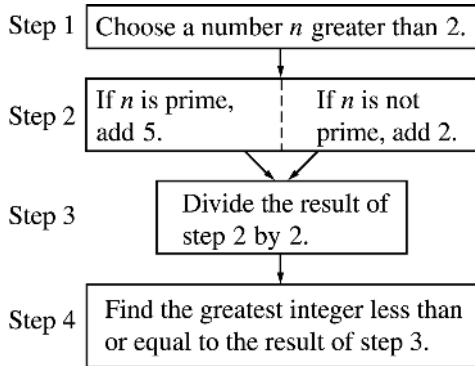 Step 1
Choose a number n greater than 2.
Step 2
If n is prime,
add 5.
If n is not
prime, add 2.
Step 3
Divide the result of
step 2 by 2.
Step 4
Find the greatest integer less than
or equal to the result of step 3.